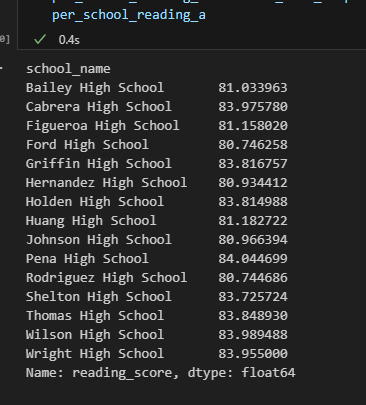 per_school_reading_a
0]
0.4s
school_name
Bailey High School 81.033963
Cabrera High School 83.975780
Figueroa High School 81.158020
Ford High School 80.746258
Griffin High School 83.816757
Hernandez High School 80.934412
Holden High School 83.814988
Huang High School 81.182722
Johnson High School 80.966394
Pena High School 84.044699
Rodriguez High School 80.744686
Shelton High School 83.725724
Thomas High School 83.848930
Wilson High School 83.989488
Wright High School 83.955000
Name: reading_score, dtype: float64